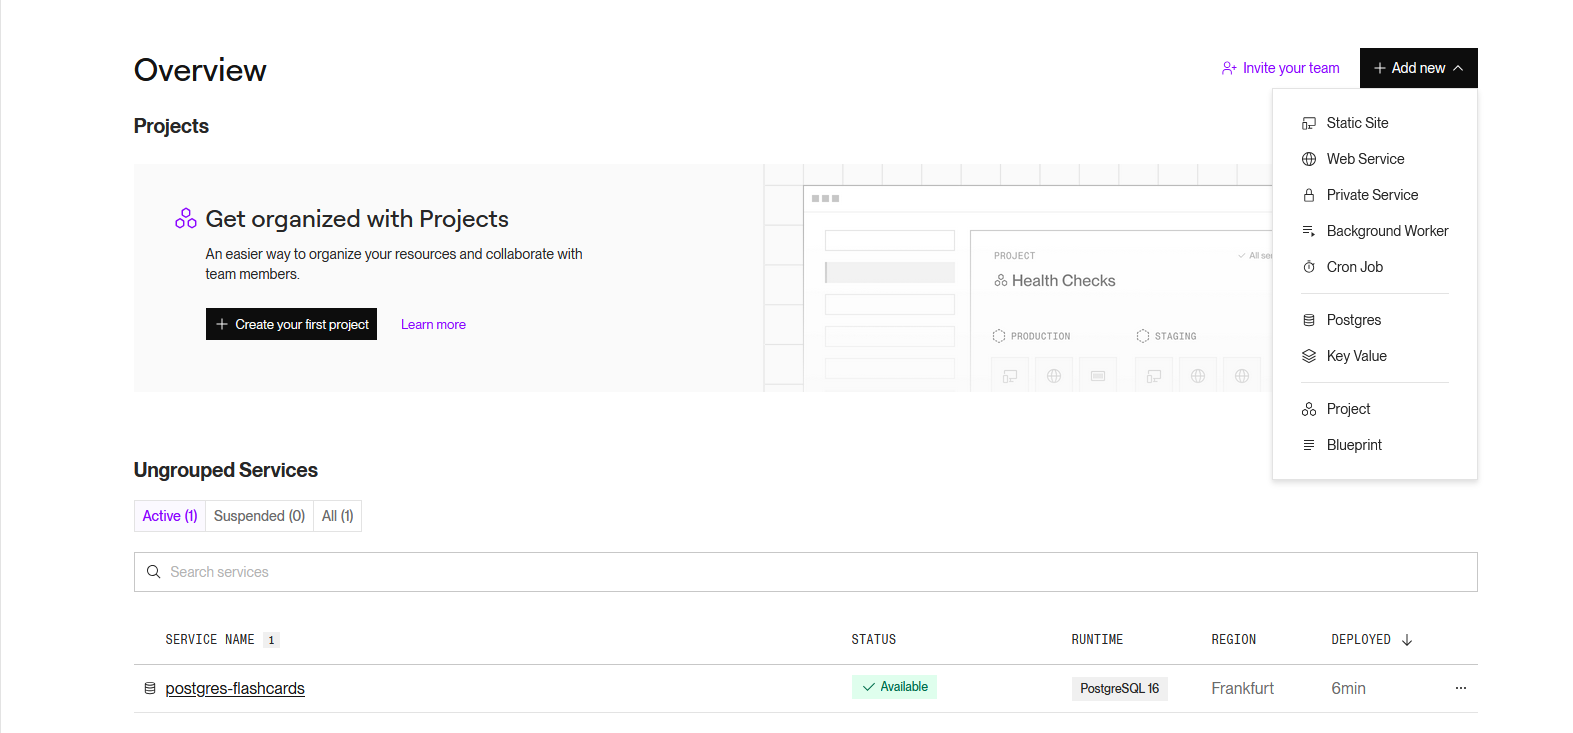 Overview
Invite your team
Add new
Projects
Static Site
Web Service
Private Service
Background Worker
Cron Job
Postgres
Key Value
Project
Blueprint
Get organized with Projects
An easier way to organize your resources and collaborate with
team members.
Create your first project
Learn more
PROJECT
All se
Health Checks
PRODUCTION
STAGING
Ungrouped Services
Active (1)
Suspended (0)
All (1)
Search services
SERVICE NAME 1
STATUS
RUNTIME
REGION
DEPLOYED
postgres-flashcards
Available
PostgreSQL 16
Frankfurt
6min